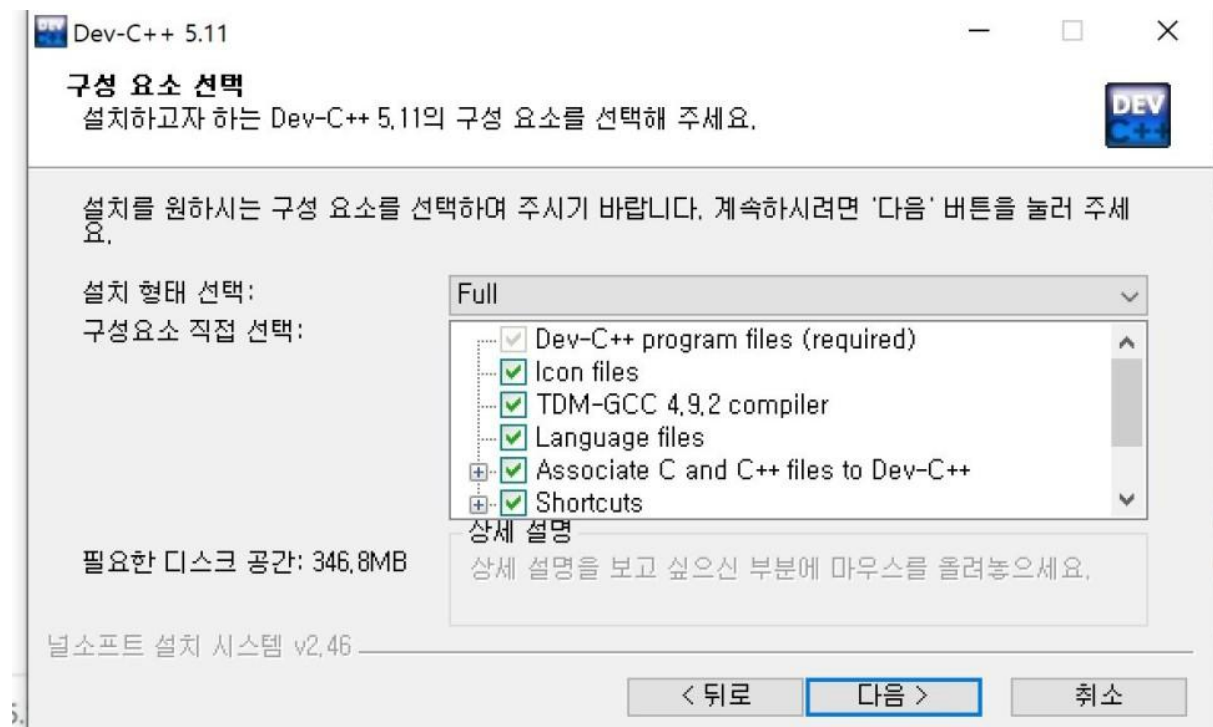 Dev-C++ 5.11
구성 요소 선택
설치하고자 하는 Dev-C++ 5.11의 구성 요소를 선택해 주세요.
DEV
C++
설치를 원하시는 구성 요소를 선택하여 주시기 바랍니다. 계속하시려면 '다음' 버튼을 눌러 주세
요.
설치 형태 선택:
Full
구성요소 직접 선택:
Dev-C++ program files (required)
Icon files
TDM-GCC 4.9.2 compiler
Language files
Associate C and C++ files to Dev-C++
Shortcuts
필요한 디스크 공간: 346.8MB
상세 설명
상세 설명을 보고 싶으신 부분에 마우스를 올려놓으세요.
널소프트 설치 시스템 v2.46
< 뒤로
다음 >
취소
5.